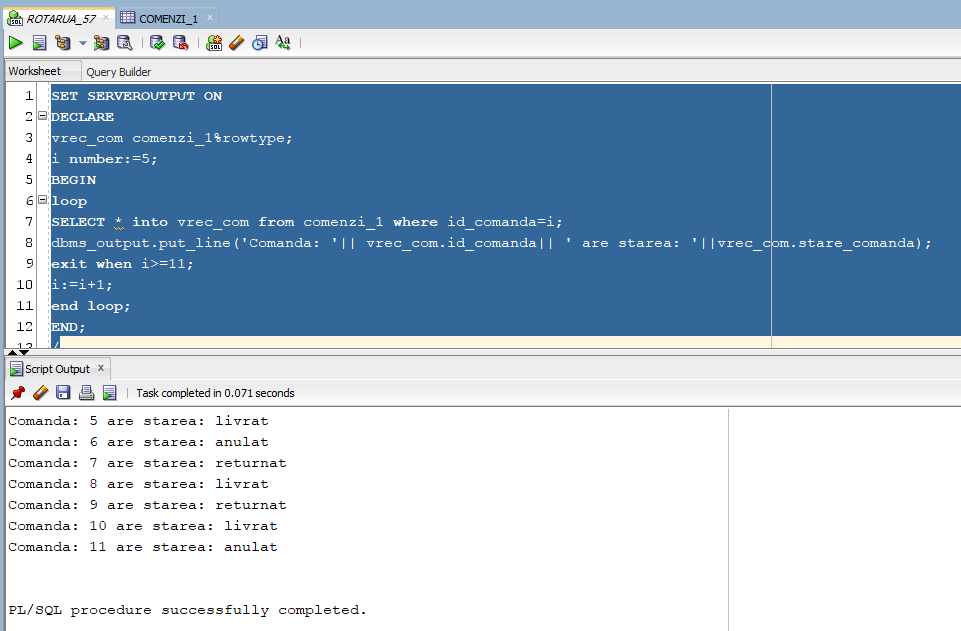 ROTARUA_57 COMENZI_1
Worksheet Query Builder
1 SET SERVEROUTPUT ON
2 DECLARE
3 vrec_com comenzi_1%rowtype;
4 i number:=5;
5 BEGIN
6 loop
7 SELECT * into vrec_com from comenzi_1 where id_comanda=i;
8 dbms_output.put_line('Comanda: '|| vrec_com.id_comanda|| ' are starea: '||vrec_com.stare_comanda);
9 exit when i>=11;
10 i:=i+1;
11 end loop;
12 END;
13 /
Script Output x
Task completed in 0.071 seconds
Comanda: 5 are starea: livrat
Comanda: 6 are starea: anulat
Comanda: 7 are starea: returnat
Comanda: 8 are starea: livrat
Comanda: 9 are starea: returnat
Comanda: 10 are starea: livrat
Comanda: 11 are starea: anulat
PL/SQL procedure successfully completed.